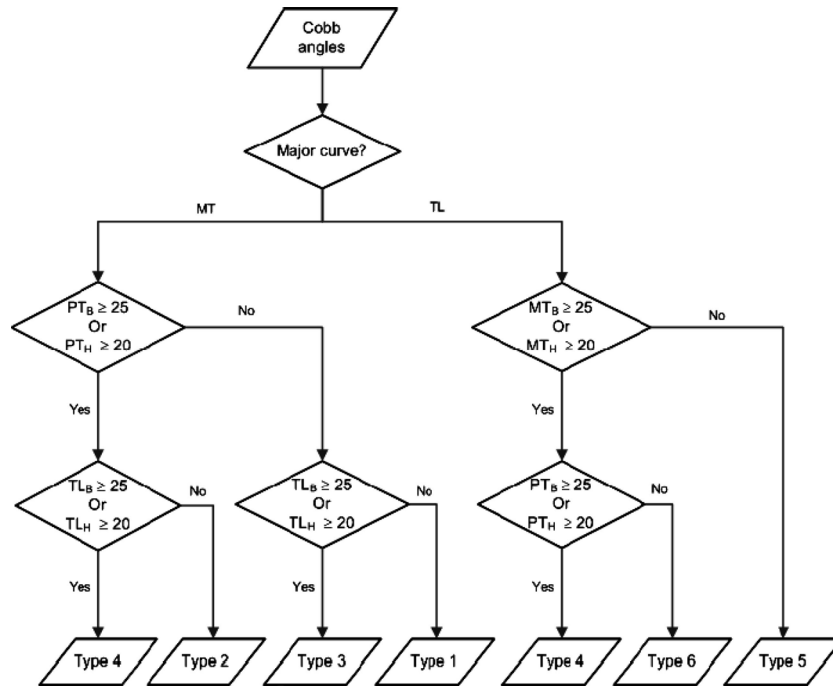 Cobb
angles
Major curve?
MT
TL
PT_B ≥ 25
Or
PT_H ≥ 20
No
MT_B ≥ 25
Or
MT_H ≥ 20
No
Yes
Yes
TL_B ≥ 25
Or
TL_H ≥ 20
No
TL_B ≥ 25
Or
TL_H ≥ 20
No
PT_B ≥ 25
Or
PT_H ≥ 20
No
Yes
Yes
Yes
Type 4
Type 2
Type 3
Type 1
Type 4
Type 6
Type 5